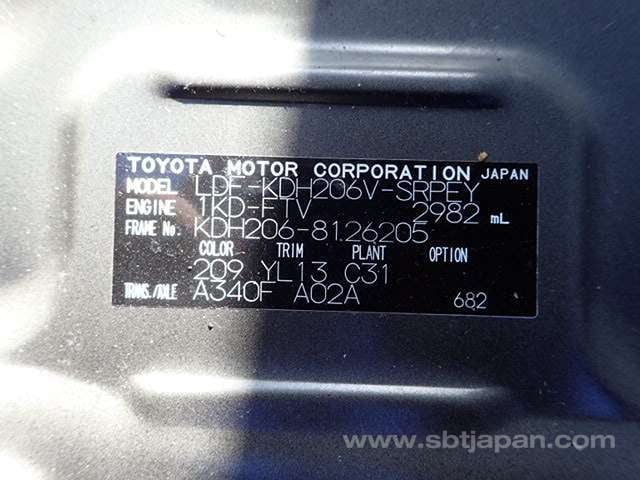 TOYOTA MOTOR CORPORATION JAPAN
MODEL LDF-KDH206V-SRPEY
ENGINE 1KD-FTV 2982 mL
FRAME No. KDH206-8126205
COLOR TRIM PLANT OPTION
209 YL13 C31
TRANS./AXLE A340F A02A 682
www.sbtjapan.com